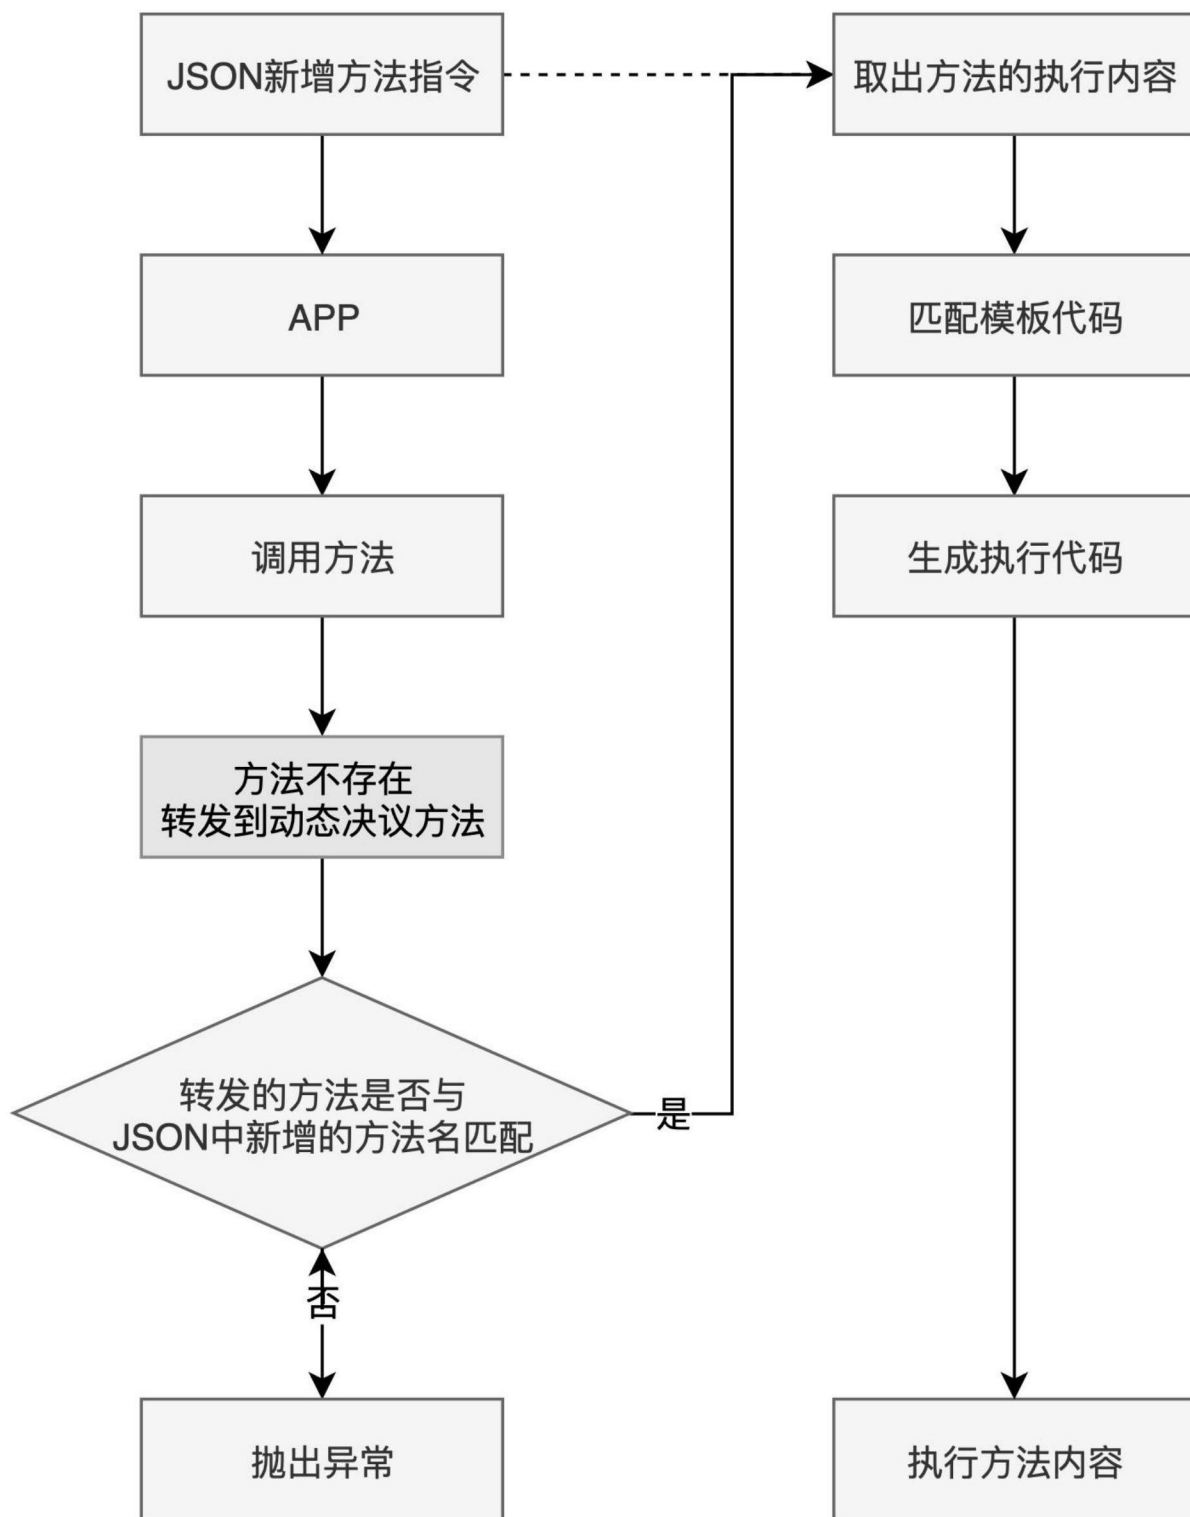 JSON新增方法指令
取出方法的执行内容
APP
匹配模板代码
调用方法
生成执行代码
方法不存在
转发到动态决议方法
转发的方法是否与
JSON中新增的方法名匹配
是
否
抛出异常
执行方法内容